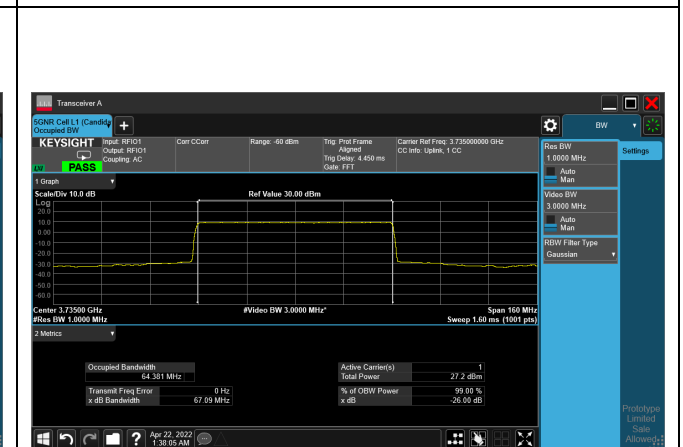 Transceiver A
5GNR Cell L1 (Candid
Occupied BW
+
BW
KEYSIGHT
Input: RFIO1
Output: RFIO1
Coupling: AC
Corr CCorr
Range: -60 dBm
Trig: Prot Frame
Aligned
Trig Delay: 4.450 ms
Gate: FFT
Carrier Ref Freq: 3.735000000 GHz
CC Info: Uplink, 1 CC
PASS
Res BW
1.0000 MHz
Auto
Man
Settings
Video BW
3.0000 MHz
Auto
Man
RBW Filter Type
Gaussian
1 Graph
Scale/Div 10.0 dB
Ref Value 30.00 dBm
Log
20.0
10.0
0.00
-10.0
-20.0
-30.0
-40.0
-50.0
-60.0
Center 3.73500 GHz
#Video BW 3.0000 MHz*
Span 160 MHz
#Res BW 1.0000 MHz
Sweep 1.60 ms (1001 pts)
2 Metrics
Occupied Bandwidth
64.381 MHz
Active Carrier(s) 1
Total Power 27.2 dBm
Transmit Freq Error 0 Hz
x dB Bandwidth 67.09 MHz
% of OBW Power 99.00 %
x dB -26.00 dB
Prototype
Limited
Sale
Allowed
?
Apr 22, 2022
1:38:05 AM